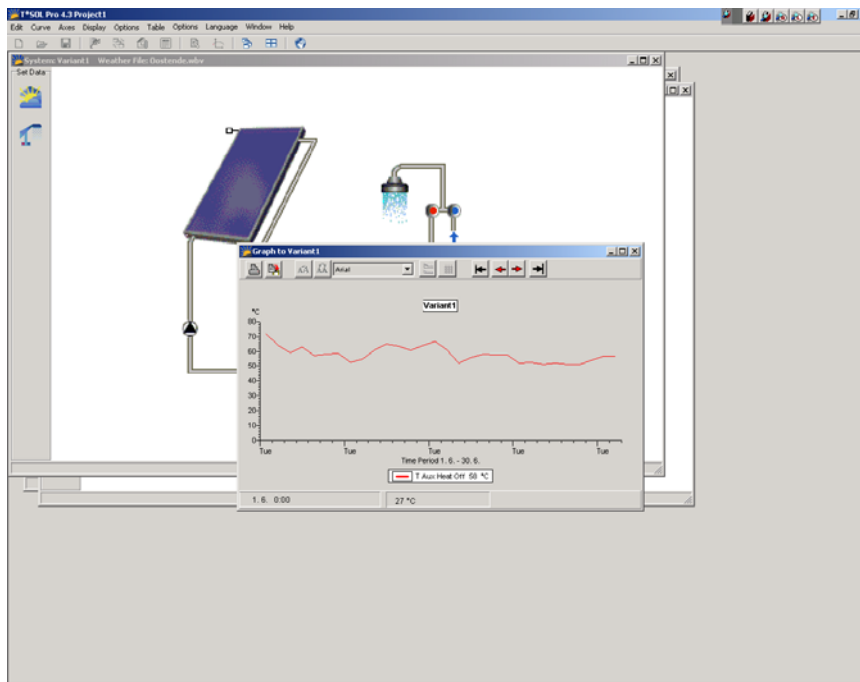 T*SOL Pro 4.3 Project1
Edit Curve Axes Display Options Table Options Language Window Help
System: Variant1 Weather File: Oostende.wbv
Set Data
Graph to Variant1
Arial
Variant1
°C
80
70
60
50
40
30
20
10
0
Tue Tue Tue Tue Tue
Time Period 1. 6. - 30. 6.
T Aux Heat Off 58 °C
1. 6. 0:00 27 °C